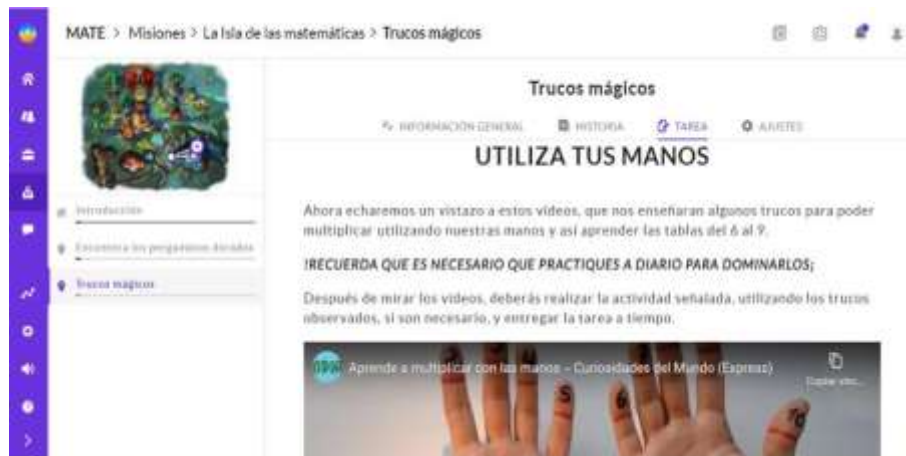 MATE > Misiones > La Isla de las matemáticas > Trucos mágicos
Trucos mágicos
INFORMACIÓN GENERAL
HISTORIA
TAREA
AJUSTES
Introducción
Encuentra los pergaminos dorados
Trucos mágicos
UTILIZA TUS MANOS
Ahora echaremos un vistazo a estos videos, que nos enseñaran algunos trucos para poder
multiplicar utilizando nuestras manos y así aprender las tablas del 6 al 9.
!RECUERDA QUE ES NECESARIO QUE PRACTIQUES A DIARIO PARA DOMINARLOS¡
Después de mirar los videos, deberás realizar la actividad señalada, utilizando los trucos
observados, si son necesario, y entregar la tarea a tiempo.
Aprende a multiplicar con las manos - Curiosidades del Mundo (Express)
Copiar
6
10